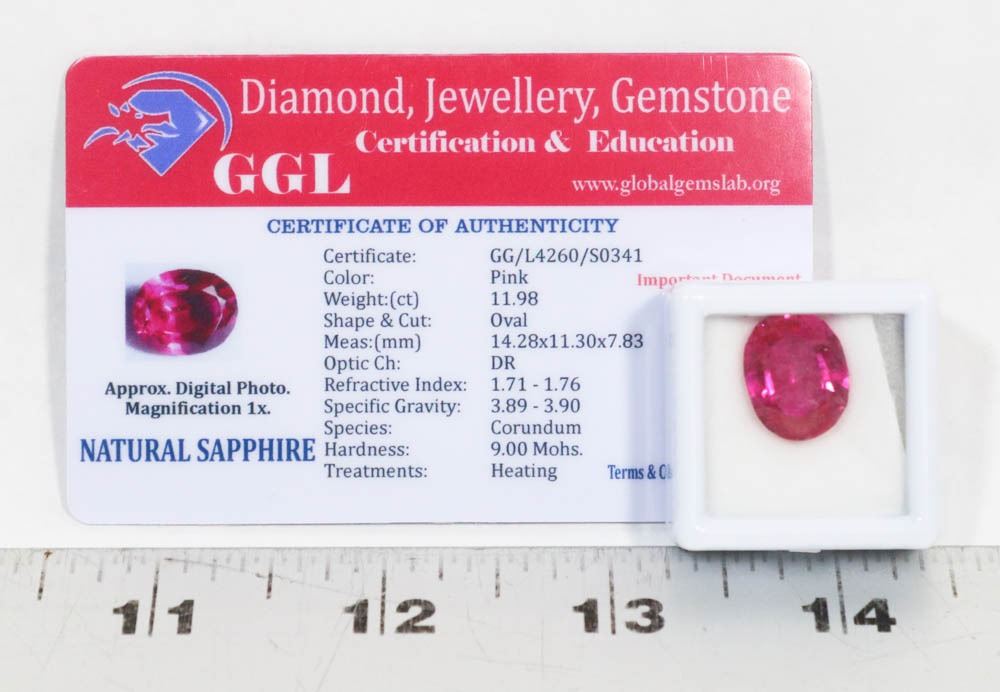 Diamond, Jewellery, Gemstone
Certification & Education
GGL
www.globalgemslab.org
CERTIFICATE OF AUTHENTICITY
Certificate: GG/L4260/S0341
Color: Pink
Important Document
Weight:(ct) 11.98
Shape & Cut: Oval
Meas:(mm) 14.28x11.30x7.83
Optic Ch: DR
Refractive Index: 1.71 - 1.76
Specific Gravity: 3.89 - 3.90
Species: Corundum
Hardness: 9.00 Mohs.
Treatments: Heating
Approx. Digital Photo.
Magnification 1x.
NATURAL SAPPHIRE
Terms &
11 12 13 14